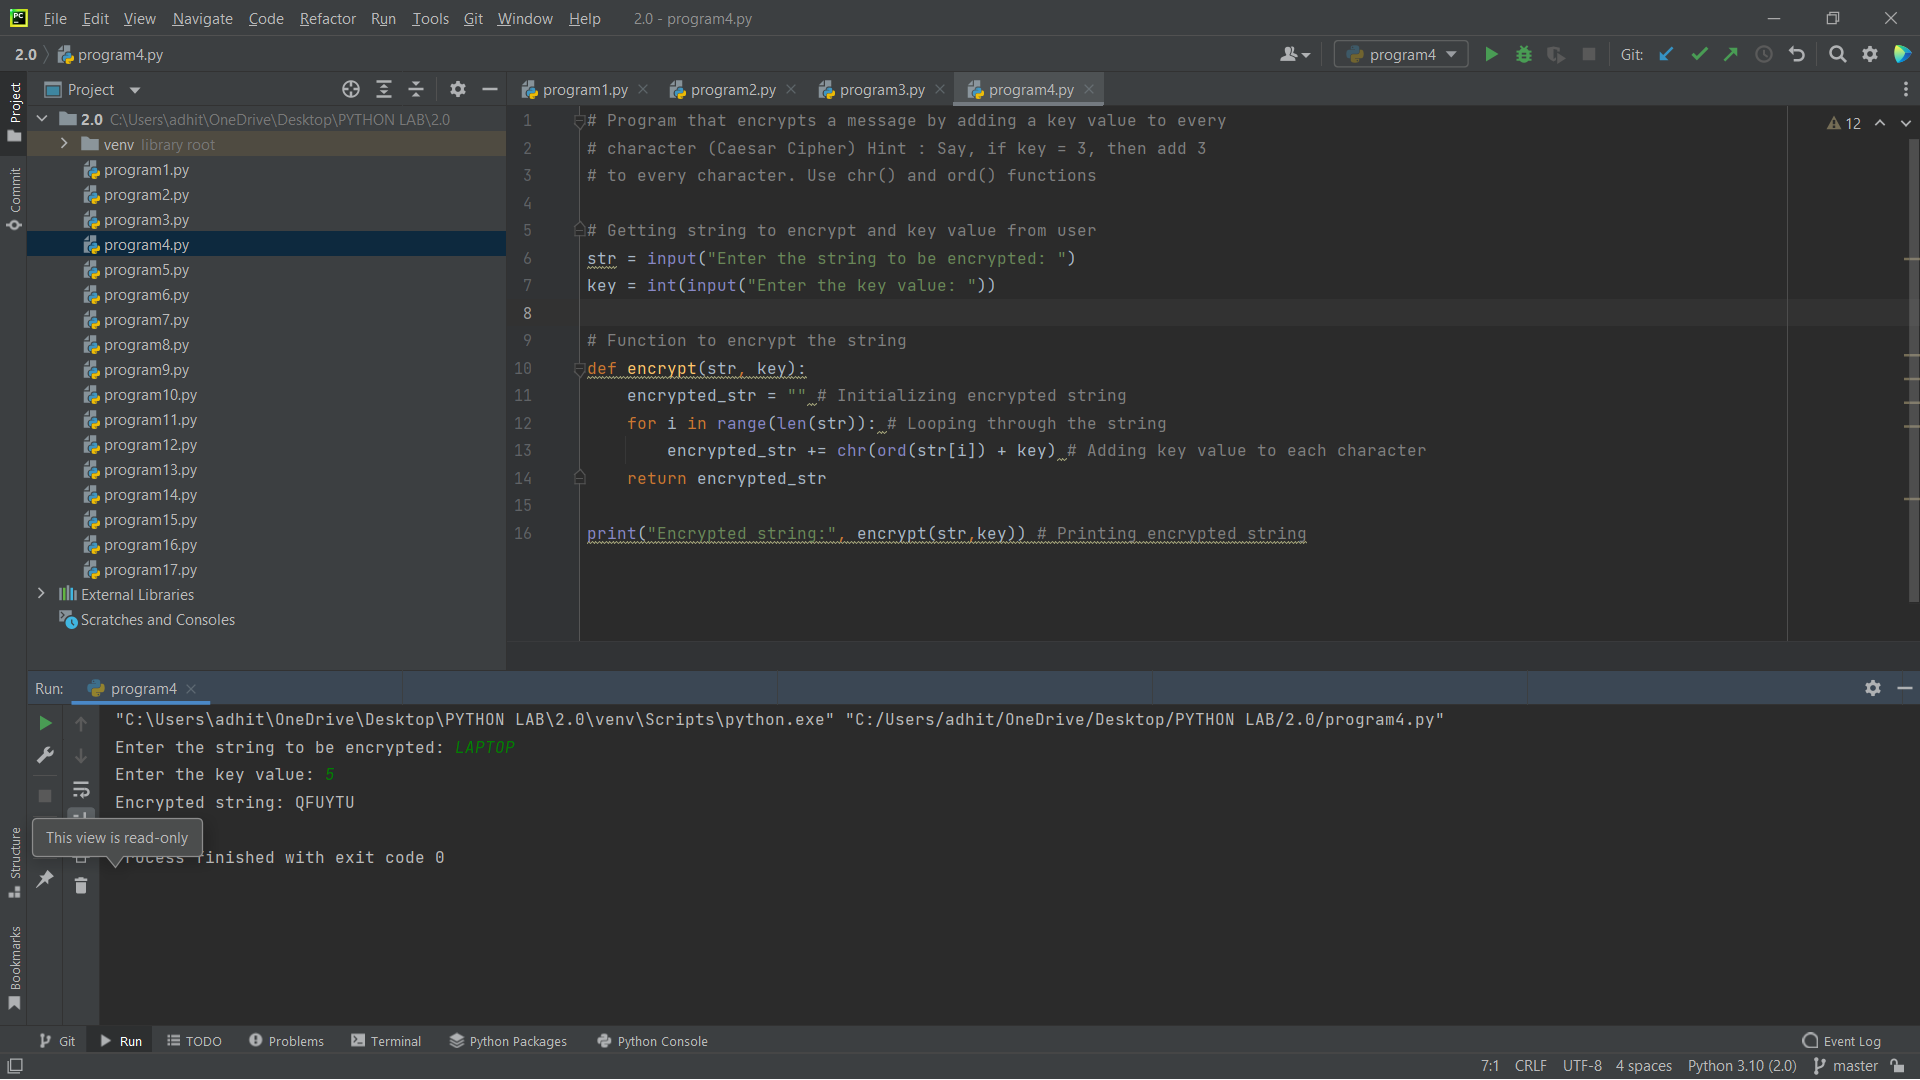 File Edit View Navigate Code Refactor Run Tools Git Window Help 2.0 - program4.py
2.0 program4.py program4 Git:
Project
Project program1.py program2.py program3.py program4.py
2.0 C:\Users\adhit\OneDrive\Desktop\PYTHON LAB\2.0
venv library root
program1.py
program2.py
program3.py
program4.py
program5.py
program6.py
program7.py
program8.py
program9.py
program10.py
program11.py
program12.py
program13.py
program14.py
program15.py
program16.py
program17.py
External Libraries
Scratches and Consoles
Commit
12
1 # Program that encrypts a message by adding a key value to every
2 # character (Caesar Cipher) Hint : Say, if key = 3, then add 3
3 # to every character. Use chr() and ord() functions
4
5 # Getting string to encrypt and key value from user
6 str = input("Enter the string to be encrypted: ")
7 key = int(input("Enter the key value: "))
8
9 # Function to encrypt the string
10 def encrypt(str, key):
11     encrypted_str = "" # Initializing encrypted string
12     for i in range(len(str)): # Looping through the string
13         encrypted_str += chr(ord(str[i]) + key) # Adding key value to each character
14     return encrypted_str
15
16 print("Encrypted string:", encrypt(str,key)) # Printing encrypted string
Run: program4
"C:\Users\adhit\OneDrive\Desktop\PYTHON LAB\2.0\venv\Scripts\python.exe" "C:/Users/adhit/OneDrive/Desktop/PYTHON LAB/2.0/program4.py"
Enter the string to be encrypted: LAPTOP
Enter the key value: 5
Encrypted string: QFUYTU
This view is read-only
rocess finished with exit code 0
Structure
Bookmarks
Git Run TODO Problems Terminal Python Packages Python Console Event Log
7:1 CRLF UTF-8 4 spaces Python 3.10 (2.0) master